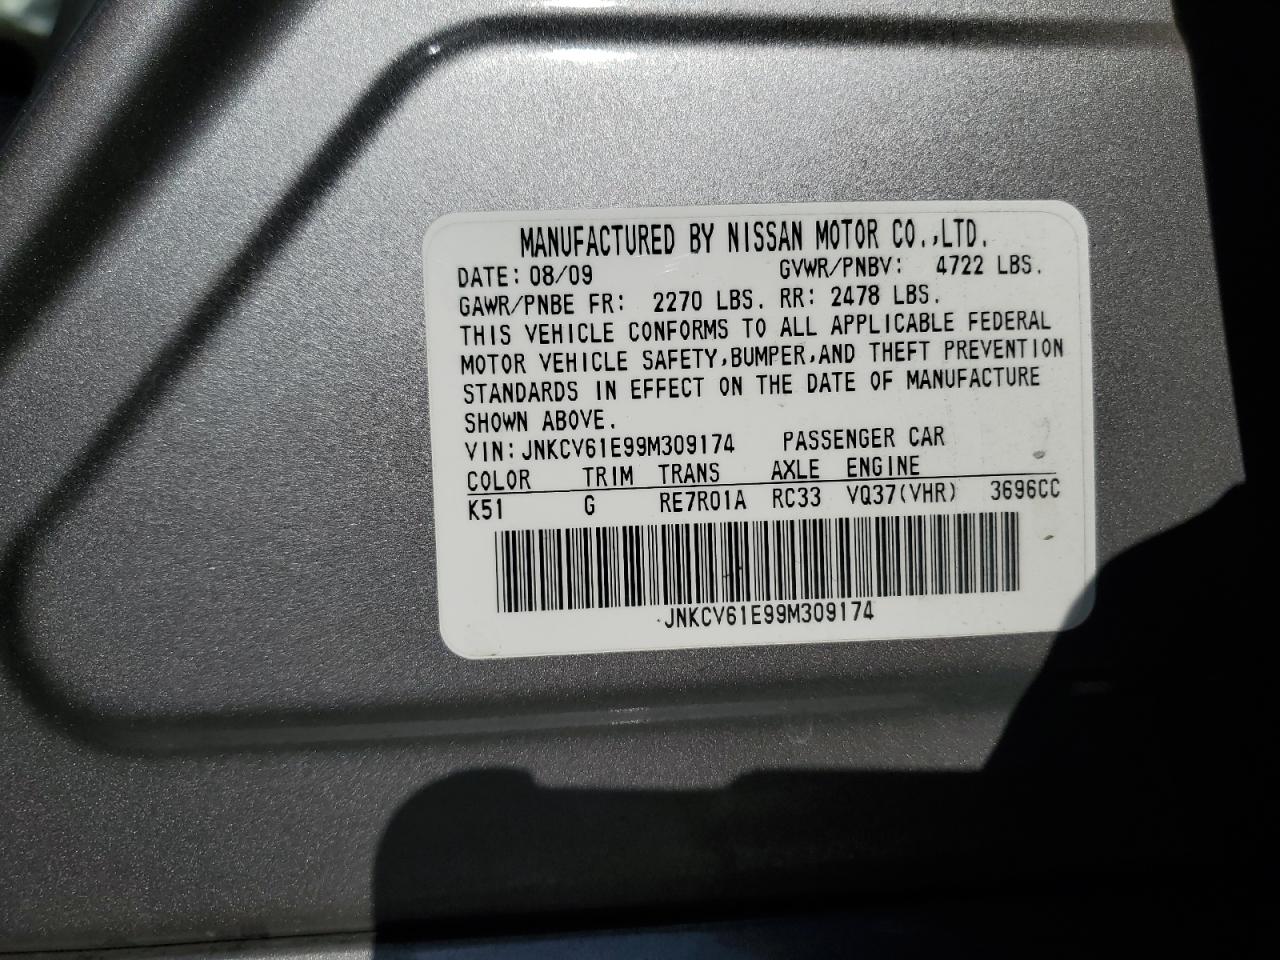 MANUFACTURED BY NISSAN MOTOR CO.,LTD.
DATE: 08/09 GVWR/PNBV: 4722 LBS.
GAWR/PNBE FR: 2270 LBS. RR: 2478 LBS.
THIS VEHICLE CONFORMS TO ALL APPLICABLE FEDERAL
MOTOR VEHICLE SAFETY,BUMPER,AND THEFT PREVENTION
STANDARDS IN EFFECT ON THE DATE OF MANUFACTURE
SHOWN ABOVE.
VIN:JNKCV61E99M309174 PASSENGER CAR
COLOR TRIM TRANS AXLE ENGINE
K51 G RE7R01A RC33 VQ37(VHR) 3696CC
JNKCV61E99M309174